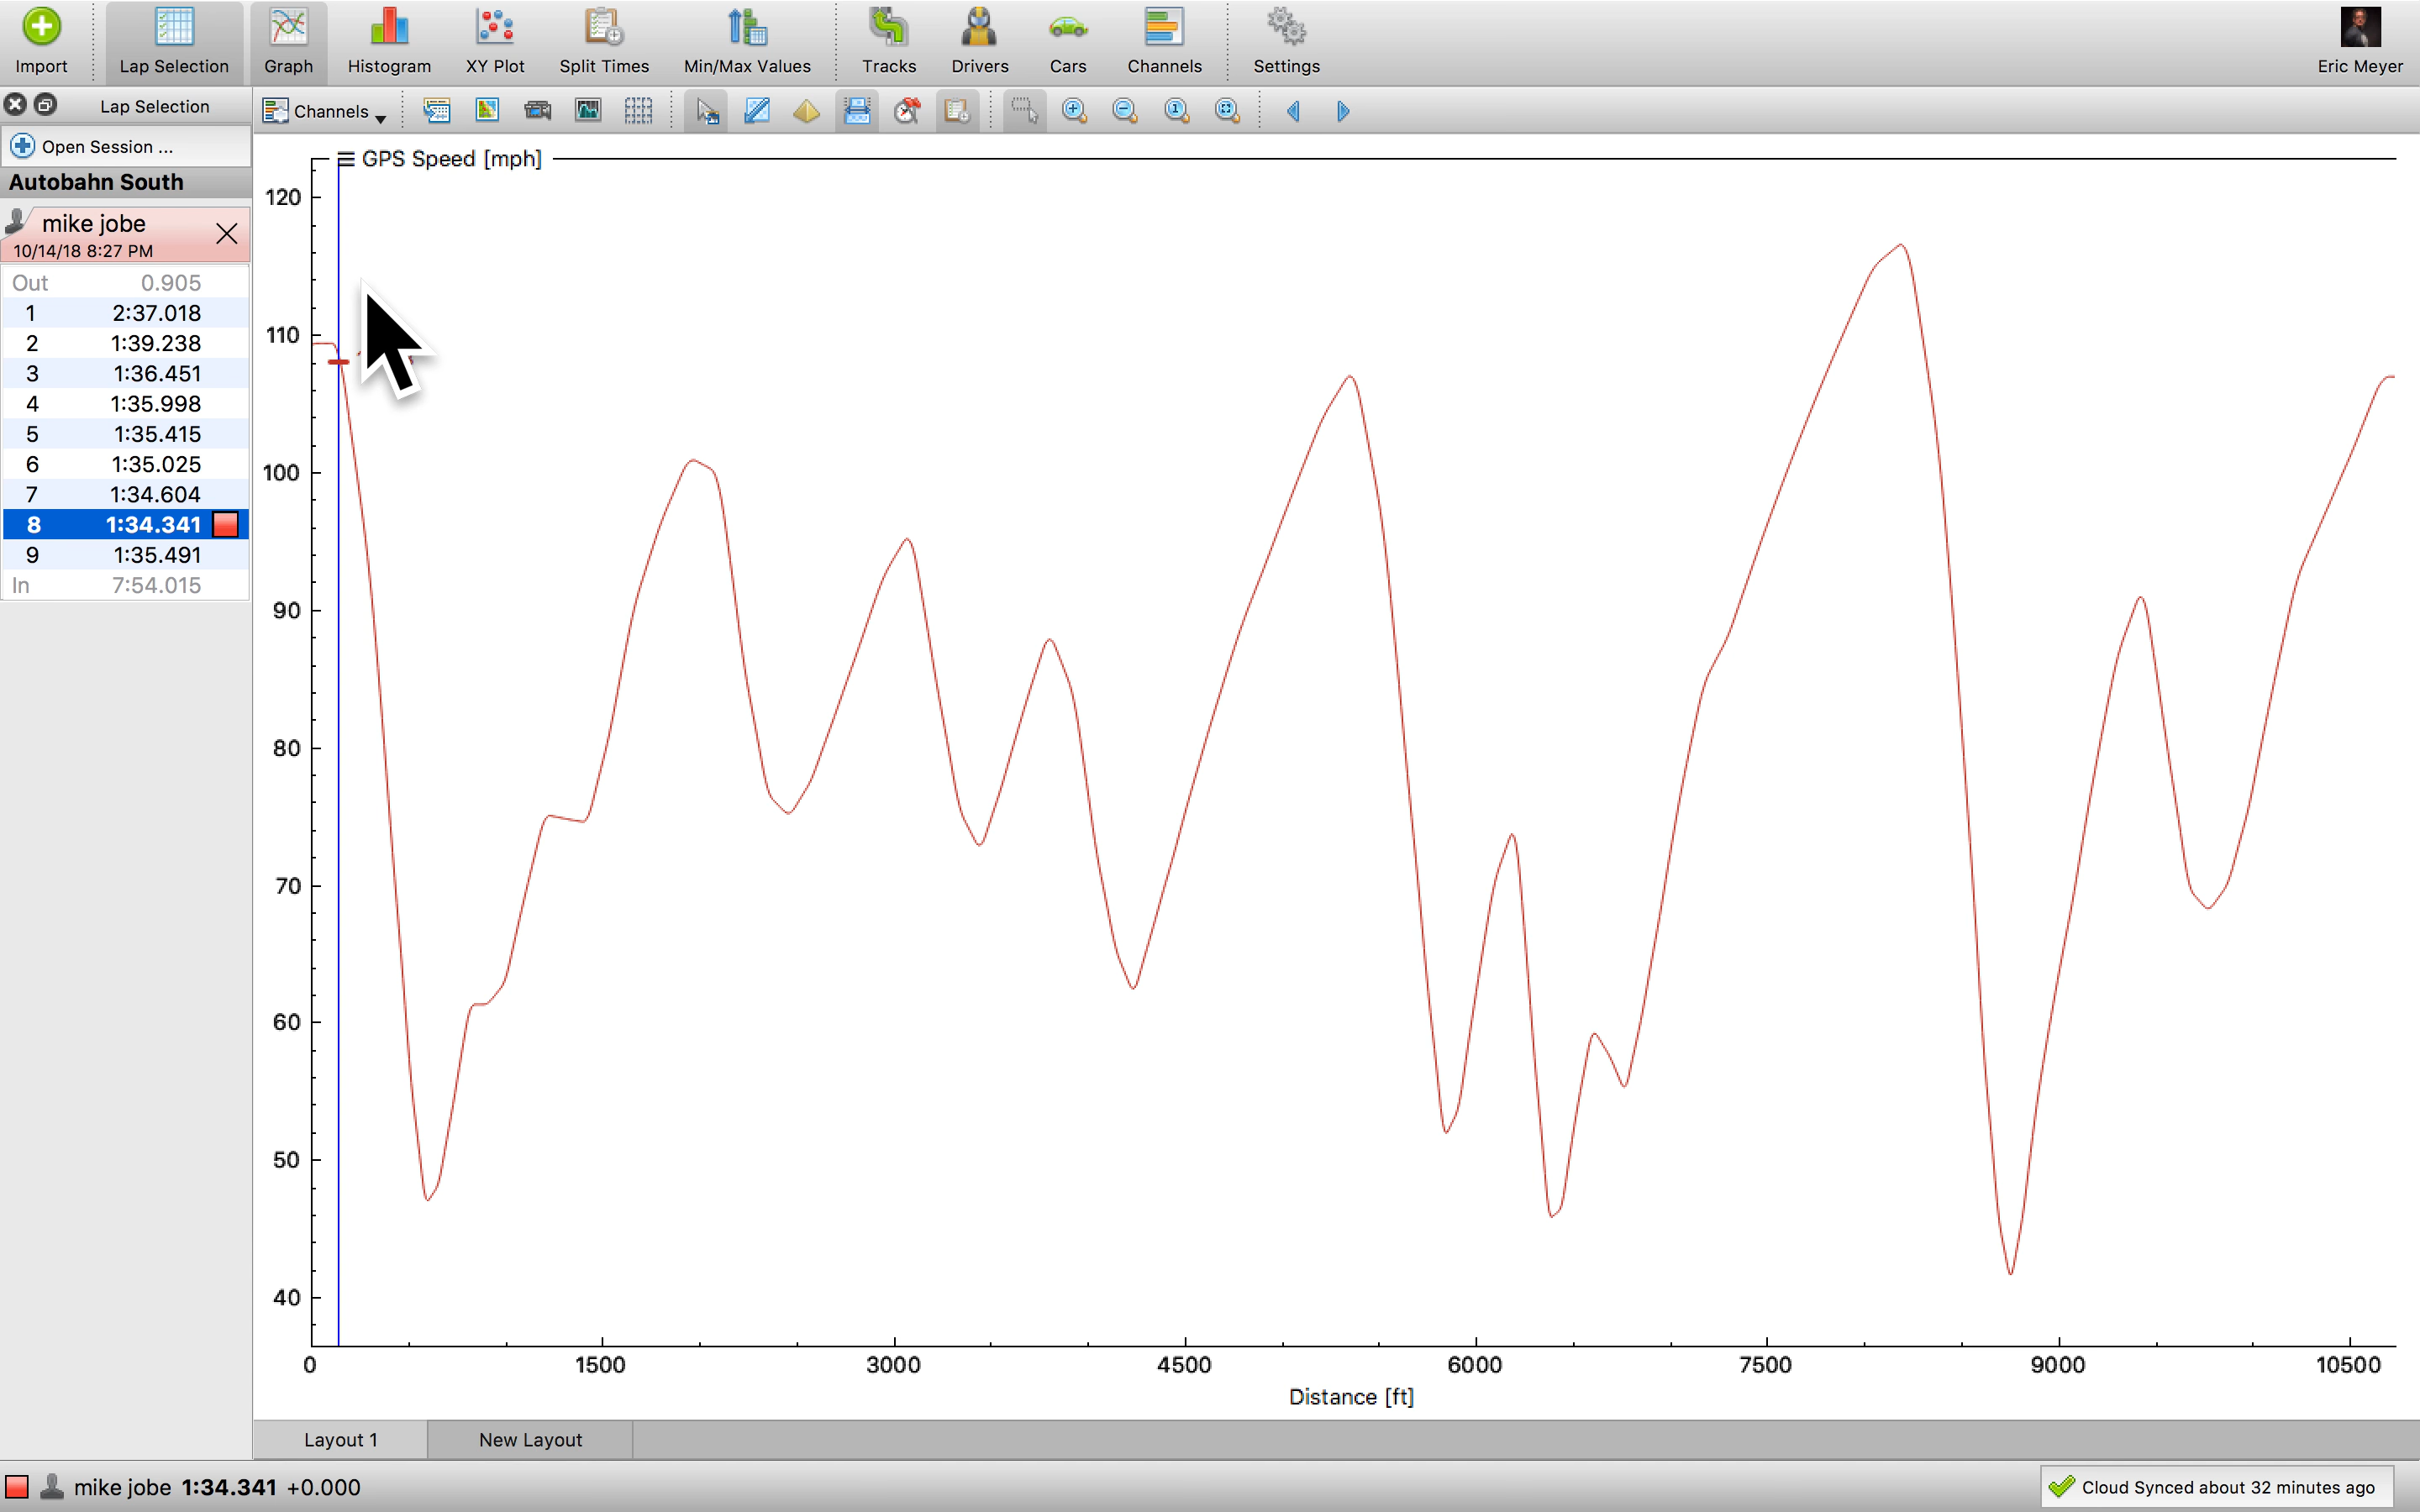 Import Lap Selection Graph Histogram XY Plot Split Times Min/Max Values Tracks Drivers Cars Channels Settings Eric Meyer
Lap Selection
Channels
Open Session ...
Autobahn South
mike jobe
10/14/18 8:27 PM
Out 0.905
1 2:37.018
2 1:39.238
3 1:36.451
4 1:35.998
5 1:35.415
6 1:35.025
7 1:34.604
8 1:34.341
9 1:35.491
In 7:54.015
GPS Speed [mph]
120
110
100
90
80
70
60
50
40
0 1500 3000 4500 6000 7500 9000 10500
Distance [ft]
Layout 1 New Layout
mike jobe 1:34.341 +0.000
Cloud Synced about 32 minutes ago